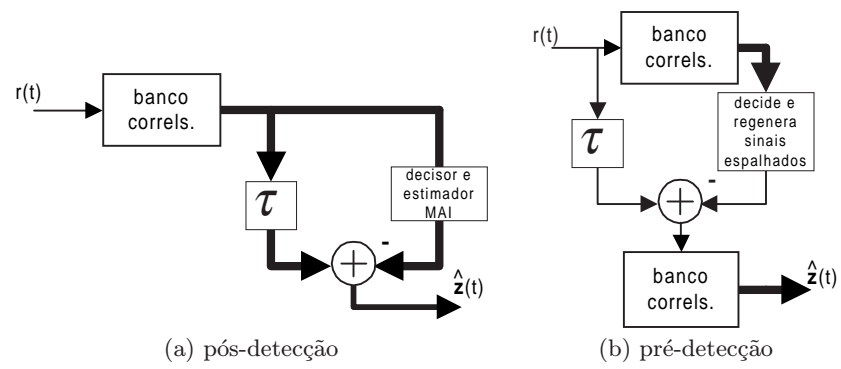 r(t)
banco
correls.
τ
decisor e
estimador
MAI
-
+
ẑ(t)
(a) pós-detecção
r(t)
banco
correls.
τ
decide e
regenera
sinais
espalhados
-
+
banco
correls.
ẑ(t)
(b) pré-detecção